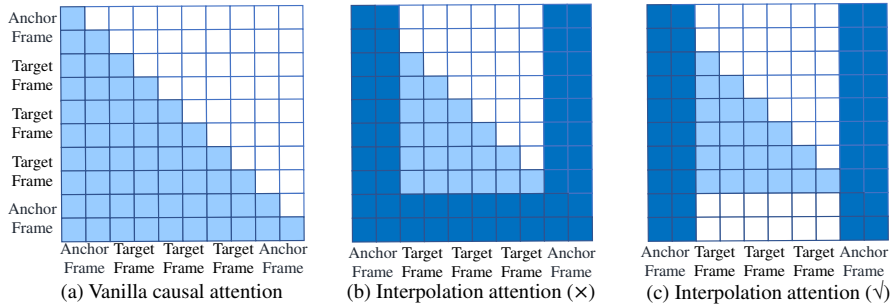 Anchor
Frame
Target
Frame
Target
Frame
Target
Frame
Anchor
Frame
Anchor Target Target Target Anchor
Frame Frame Frame Frame Frame
(a) Vanilla causal attention
Anchor Target Target Target Anchor
Frame Frame Frame Frame Frame
(b) Interpolation attention (×)
Anchor Target Target Target Anchor
Frame Frame Frame Frame Frame
(c) Interpolation attention (√)